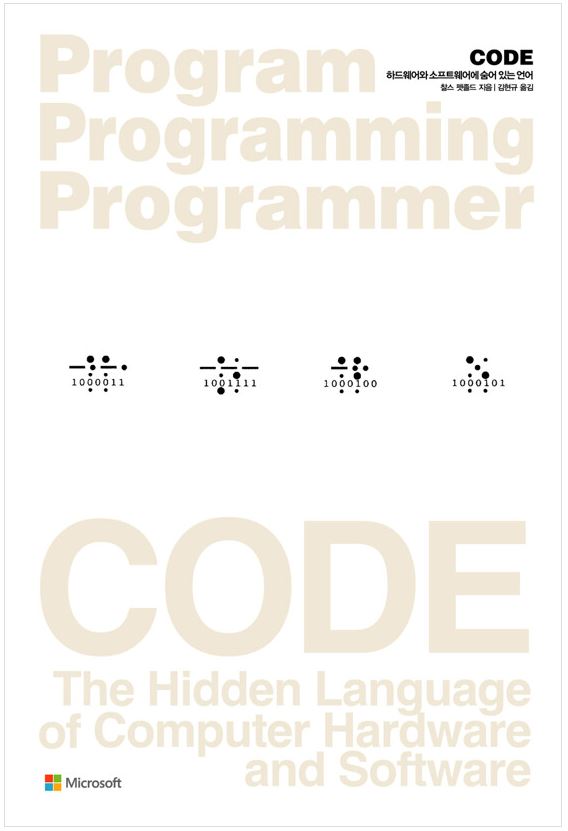 Program
CODE
하드웨어와 소프트웨어에 숨어 있는 언어
찰스 펫졸드 지음 | 김현규 옮김
Programming
Programmer
1000011
1001111
1000100
1000101
CODE
The Hidden Language
of Computer Hardware
and Software
Microsoft